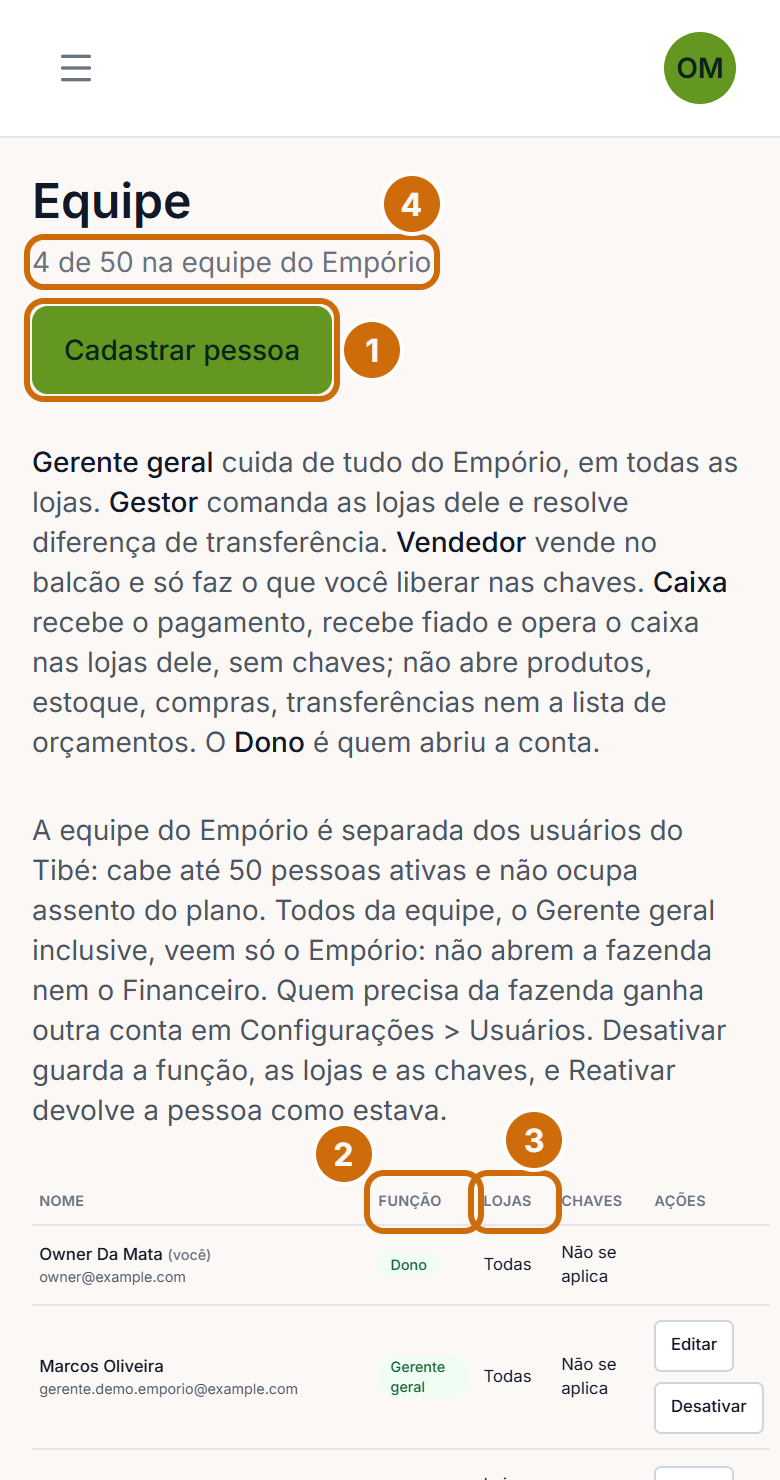 OM
Equipe
4
4 de 50 na equipe do Empório
Cadastrar pessoa
1
Gerente geral cuida de tudo do Empório, em todas as
lojas. Gestor comanda as lojas dele e resolve
diferença de transferência. Vendedor vende no
balcão e só faz o que você liberar nas chaves. Caixa
recebe o pagamento, recebe fiado e opera o caixa
nas lojas dele, sem chaves; não abre produtos,
estoque, compras, transferências nem a lista de
orçamentos. O Dono é quem abriu a conta.
A equipe do Empório é separada dos usuários do
Tibé: cabe até 50 pessoas ativas e não ocupa
assento do plano. Todos da equipe, o Gerente geral
inclusive, veem só o Empório: não abrem a fazenda
nem o Financeiro. Quem precisa da fazenda ganha
outra conta em Configurações > Usuários. Desativar
guarda a função, as lojas e as chaves, e Reativar
devolve a pessoa como estava.
2
3
NOME FUNÇÃO LOJAS CHAVES AÇÕES
Owner Da Mata (você)
owner@example.com
Dono
Todas
Não se
aplica
Marcos Oliveira
gerente.demo.emporio@example.com
Gerente
geral
Todas
Não se
aplica
Editar
Desativar